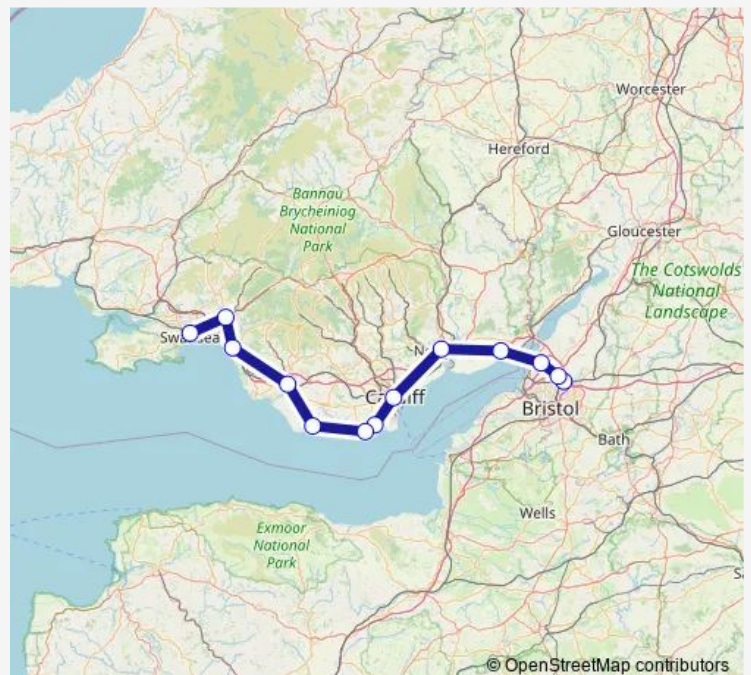 Worcester
Hereford
Bannau
Brycheiniog
National
Park
Gloucester
The Cotswolds
National
Landscape
Bristol
Bath
Wells
Exmoor
National
Park
© OpenStreetMap contributors